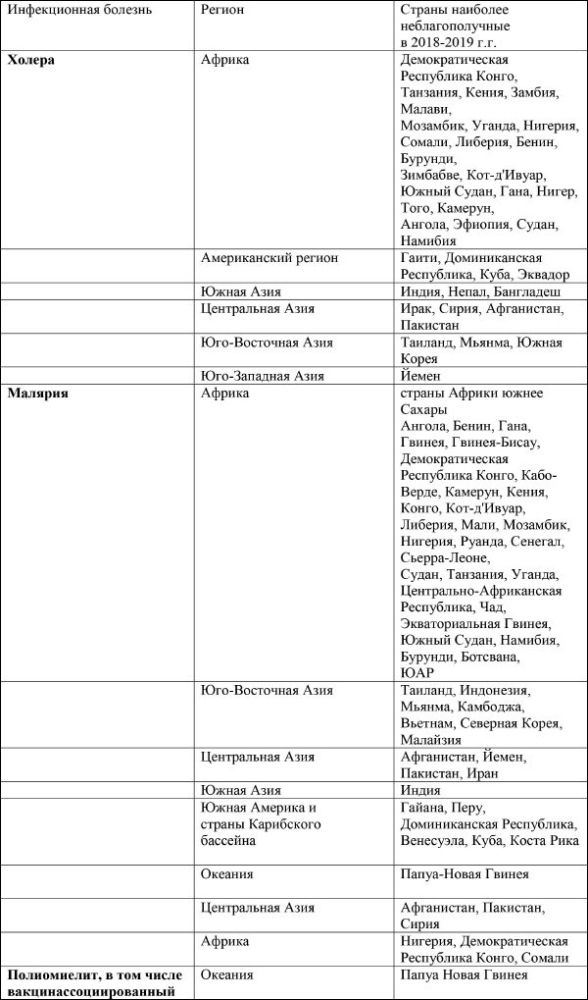 Инфекционная болезнь
Регион
Страны наиболее
неблагополучные
в 2018-2019 г.г.
Холера
Африка
Демократическая
Республика Конго,
Танзания, Кения, Замбия,
Малави,
Мозамбик, Уганда, Нигерия,
Сомали, Либерия, Бенин,
Бурунди,
Зимбабве, Кот-д'Ивуар,
Южный Судан, Гана, Нигер,
Того, Камерун,
Ангола, Эфиопия, Судан,
Намибия
Американский регион
Гаити, Доминиканская
Республика, Куба, Эквадор
Южная Азия
Индия, Непал, Бангладеш
Центральная Азия
Ирак, Сирия, Афганистан,
Пакистан
Юго-Восточная Азия
Таиланд, Мьянма, Южная
Корея
Юго-Западная Азия
Йемен
Малярия
Африка
страны Африки южнее
Сахары
Ангола, Бенин, Гана,
Гвинея, Гвинея-Бисау,
Демократическая
Республика Конго, Кабо-
Верде, Камерун, Кения,
Конго, Кот-д'Ивуар,
Либерия, Мали, Мозамбик,
Нигерия, Руанда, Сенегал,
Сьерра-Леоне,
Судан, Танзания, Уганда,
Центрально-Африканская
Республика, Чад,
Экваториальная Гвинея,
Южный Судан, Намибия,
Бурунди, Ботсвана,
ЮАР
Юго-Восточная Азия
Таиланд, Индонезия,
Мьянма, Камбоджа,
Вьетнам, Северная Корея,
Малайзия
Центральная Азия
Афганистан, Йемен,
Пакистан, Иран
Южная Азия
Индия
Южная Америка и
страны Карибского
бассейна
Гайана, Перу,
Доминиканская Республика,
Венесуэла, Куба, Коста Рика
Океания
Папуа-Новая Гвинея
Центральная Азия
Афганистан, Пакистан,
Сирия
Африка
Нигерия, Демократическая
Республика Конго, Сомали
Полиомиелит, в том числе
вакцинассоциированный
Океания
Папуа Новая Гвинея